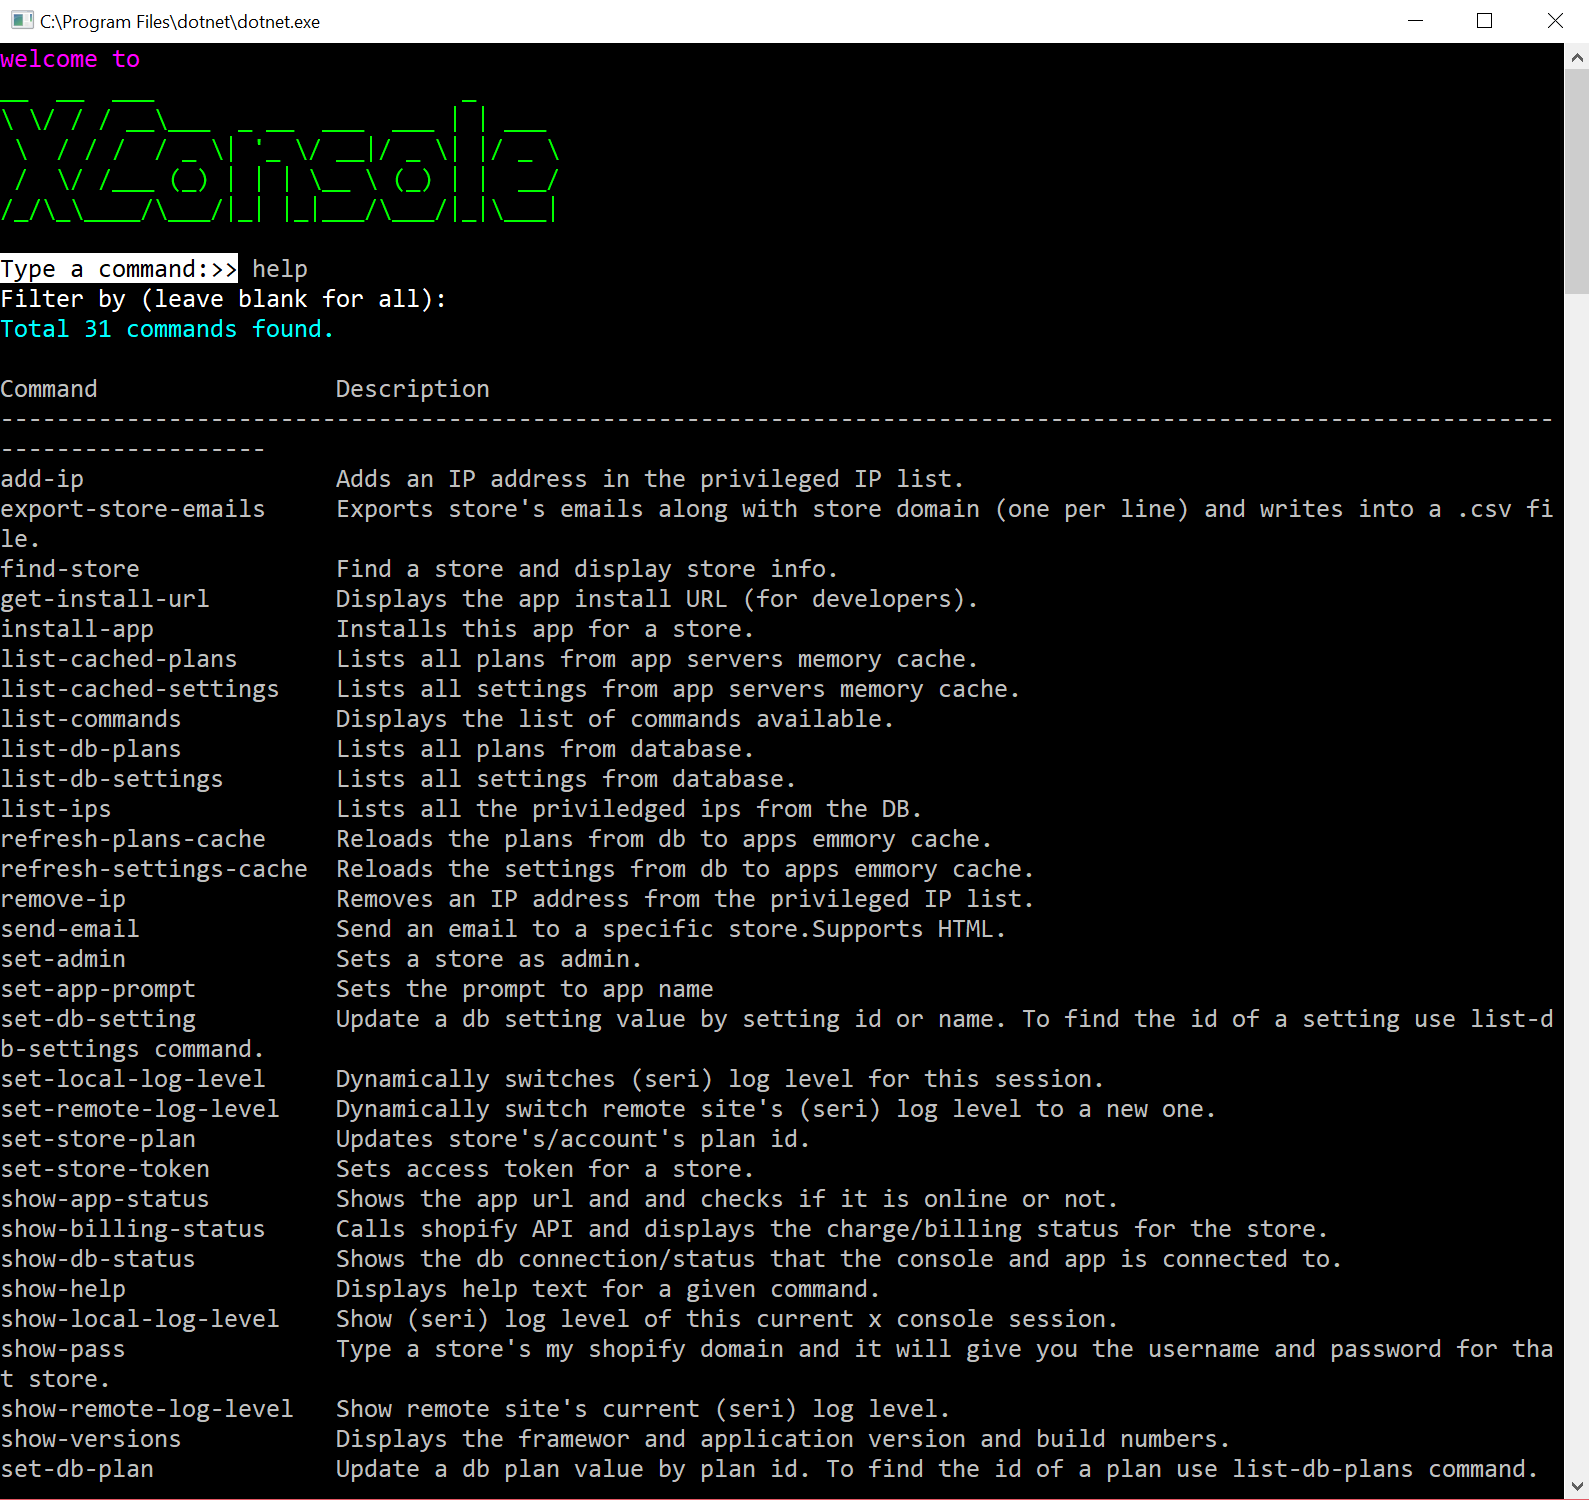 C:\Program Files\dotnet\dotnet.exe
welcome to
XConsole
Type a command:>> help
Filter by (leave blank for all):
Total 31 commands found.
Command Description
---------------------------------------------------------------------------------------------------------------
-------------------
add-ip Adds an IP address in the privileged IP list.
export-store-emails Exports store's emails along with store domain (one per line) and writes into a .csv fi
le.
find-store Find a store and display store info.
get-install-url Displays the app install URL (for developers).
install-app Installs this app for a store.
list-cached-plans Lists all plans from app servers memory cache.
list-cached-settings Lists all settings from app servers memory cache.
list-commands Displays the list of commands available.
list-db-plans Lists all plans from database.
list-db-settings Lists all settings from database.
list-ips Lists all the priviledged ips from the DB.
refresh-plans-cache Reloads the plans from db to apps emmory cache.
refresh-settings-cache Reloads the settings from db to apps emmory cache.
remove-ip Removes an IP address from the privileged IP list.
send-email Send an email to a specific store.Supports HTML.
set-admin Sets a store as admin.
set-app-prompt Sets the prompt to app name
set-db-setting Update a db setting value by setting id or name. To find the id of a setting use list-d
b-settings command.
set-local-log-level Dynamically switches (seri) log level for this session.
set-remote-log-level Dynamically switch remote site's (seri) log level to a new one.
set-store-plan Updates store's/account's plan id.
set-store-token Sets access token for a store.
show-app-status Shows the app url and and checks if it is online or not.
show-billing-status Calls shopify API and displays the charge/billing status for the store.
show-db-status Shows the db connection/status that the console and app is connected to.
show-help Displays help text for a given command.
show-local-log-level Show (seri) log level of this current x console session.
show-pass Type a store's my shopify domain and it will give you the username and password for tha
t store.
show-remote-log-level Show remote site's current (seri) log level.
show-versions Displays the framewor and application version and build numbers.
set-db-plan Update a db plan value by plan id. To find the id of a plan use list-db-plans command.